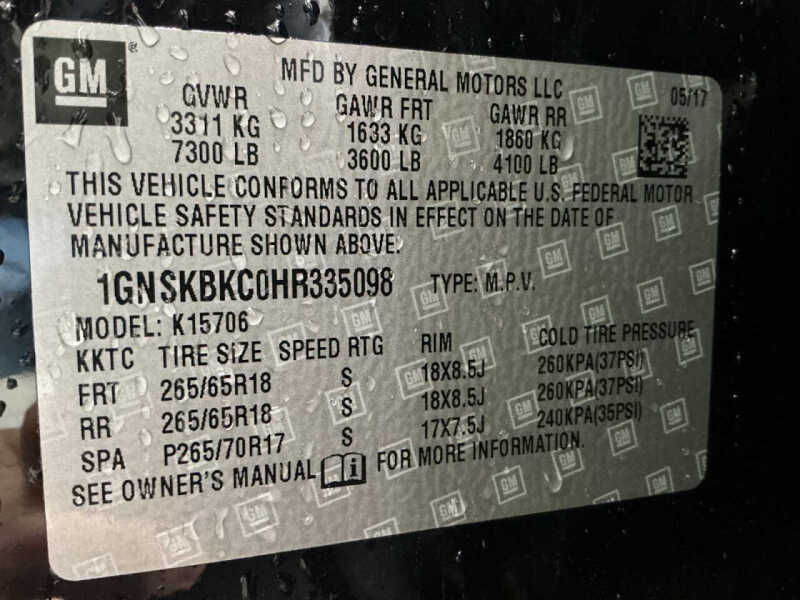 GM
MFD BY GENERAL MOTORS LLC
05/17
GVWR GAWR FRT GAWR RR
3311 KG 1633 KG 1860 KG
7300 LB 3600 LB 4100 LB
THIS VEHICLE CONFORMS TO ALL APPLICABLE U.S. FEDERAL MOTOR
VEHICLE SAFETY STANDARDS IN EFFECT ON THE DATE OF
MANUFACTURE SHOWN ABOVE.
1GNSKBKC0HR335098 TYPE: M.P.V.
MODEL: K15706
KKTC TIRE SIZE SPEED RTG RIM COLD TIRE PRESSURE
FRT 265/65R18 S 18X8.5J 260KPA(37PSI)
RR 265/65R18 S 18X8.5J 260KPA(37PSI)
SPA P265/70R17 S 17X7.5J 240KPA(35PSI)
SEE OWNER'S MANUAL FOR MORE INFORMATION.